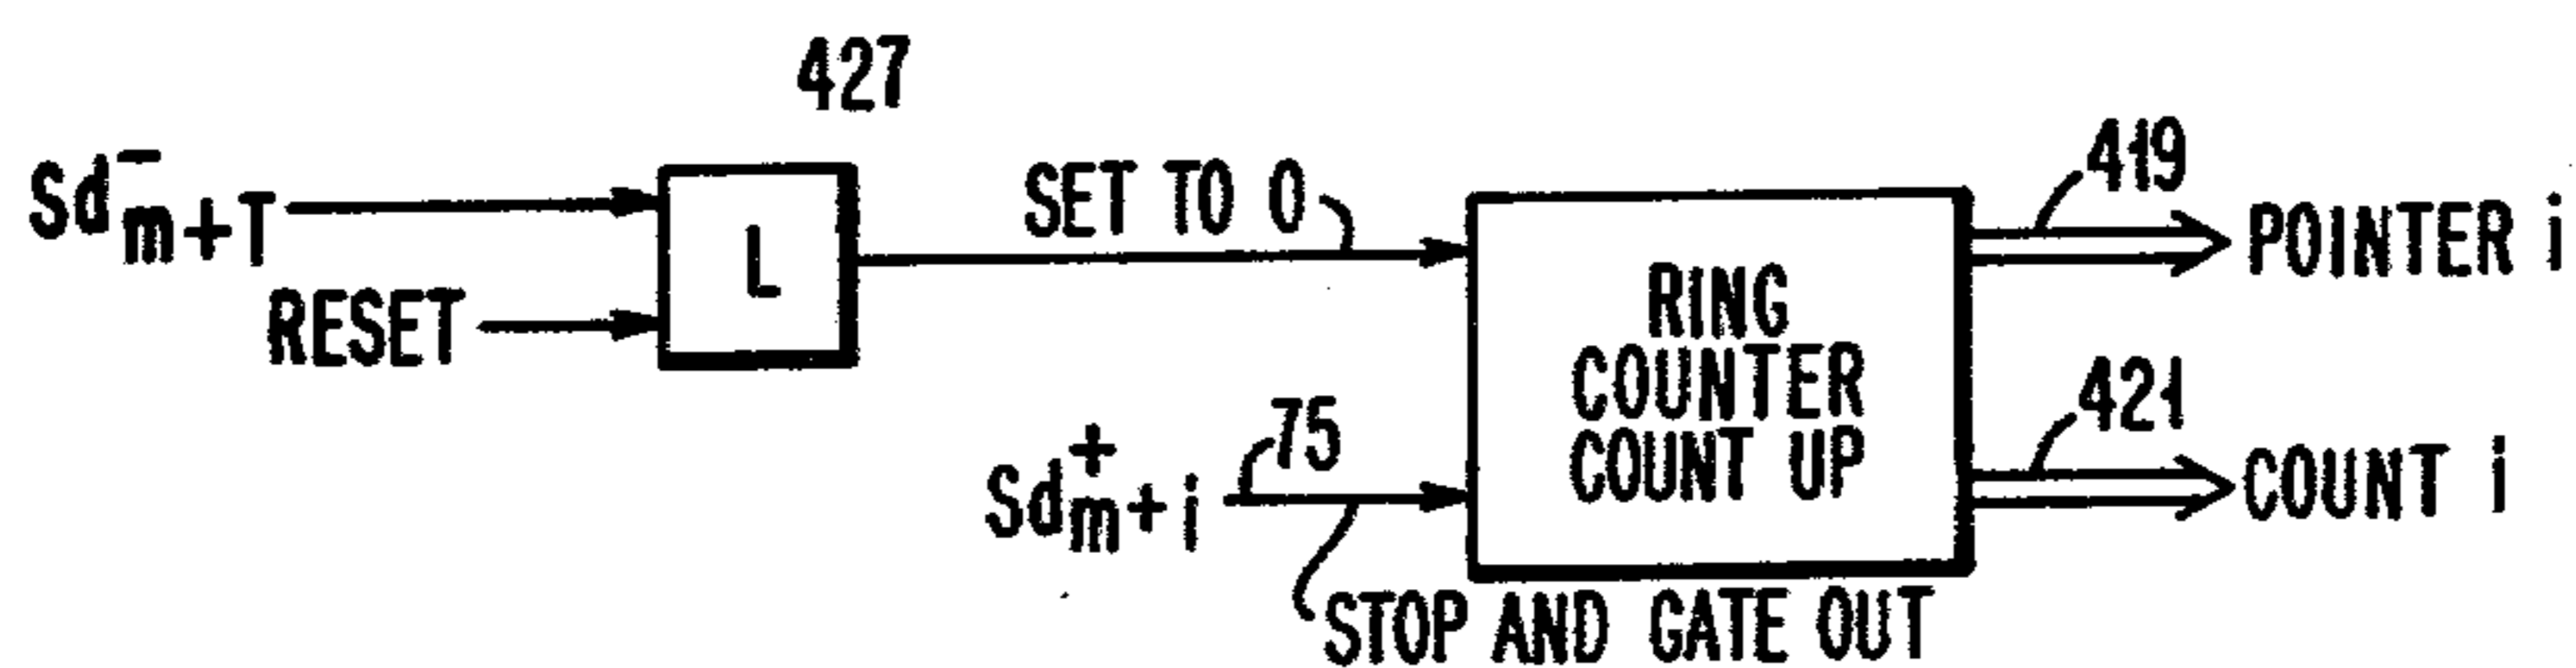 427
Sd⁻m+T
RESET
L
SET TO 0
Sd⁺m+i
75
STOP AND GATE OUT
RING
COUNTER
COUNT UP
419
POINTER i
421
COUNT i